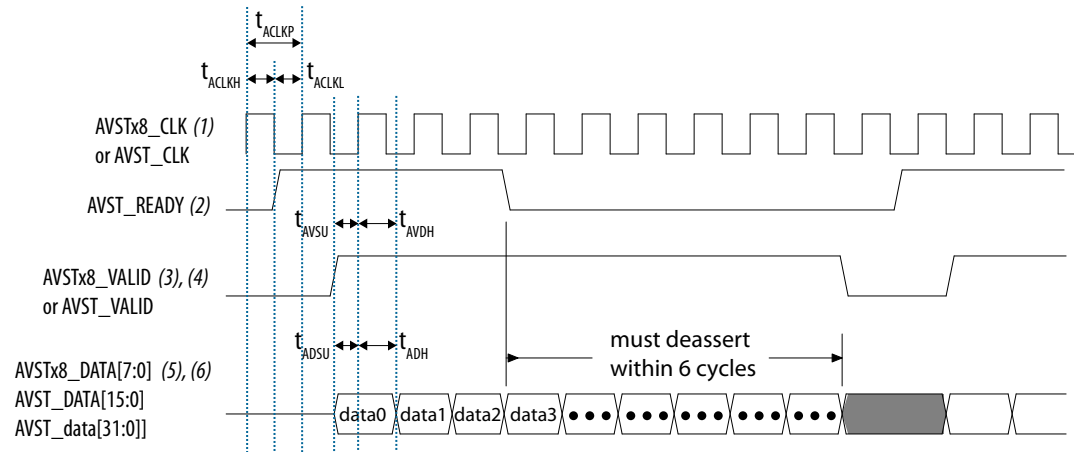 tACLKP
tACLKH
tACLKL
AVSTx8_CLK (1)
or AVST_CLK
AVST_READY (2)
tAVSU
tAVDH
AVSTx8_VALID (3), (4)
or AVST_VALID
tADSU
tADH
must deassert
within 6 cycles
AVSTx8_DATA[7:0] (5), (6)
AVST_DATA[15:0]
AVST_data[31:0]]
data0 data1 data2 data3